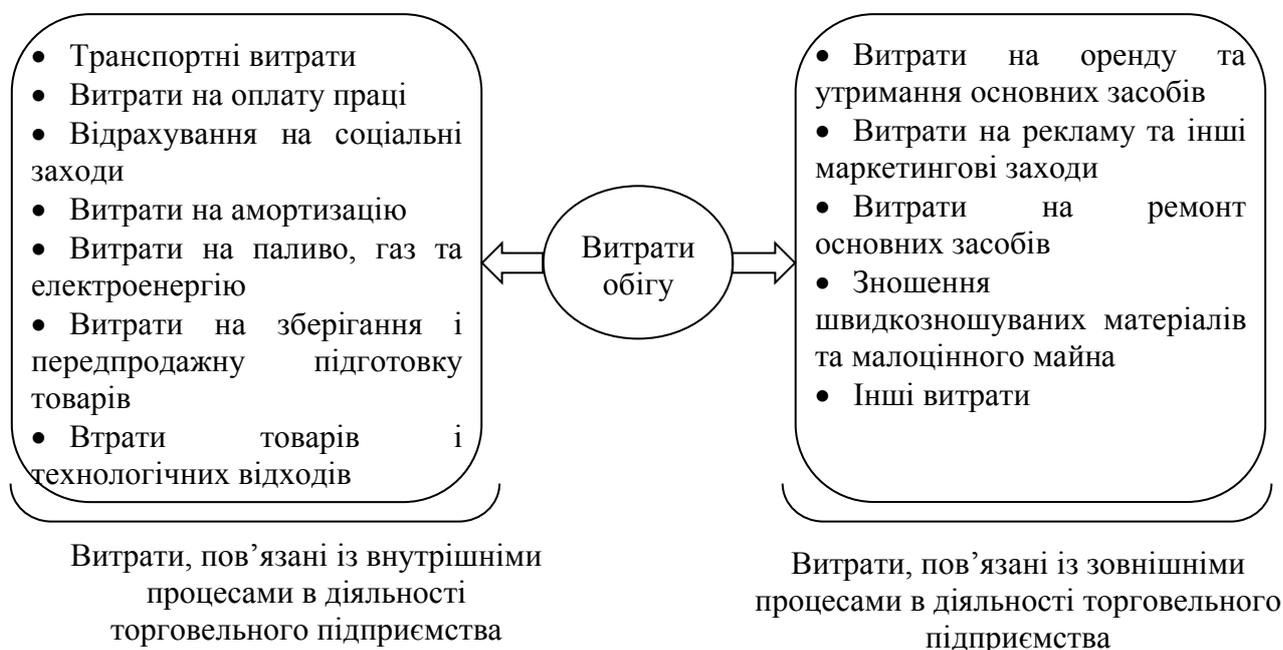 • Транспортні витрати
• Витрати на оплату праці
• Відрахування на соціальні
заходи
• Витрати на амортизацію
• Витрати на паливо, газ та
електроенергію
• Витрати на зберігання і
передпродажну підготовку
товарів
• Втрати товарів і
технологічних відходів
Витрати
обігу
• Витрати на оренду та
утримання основних засобів
• Витрати на рекламу та інші
маркетингові заходи
• Витрати на ремонт
основних засобів
• Зношення
швидкозношуваних матеріалів
та малоцінного майна
• Інші витрати
Витрати, пов’язані із внутрішніми
процесами в діяльності
торговельного підприємства
Витрати, пов’язані із зовнішніми
процесами в діяльності торговельного
підприємства